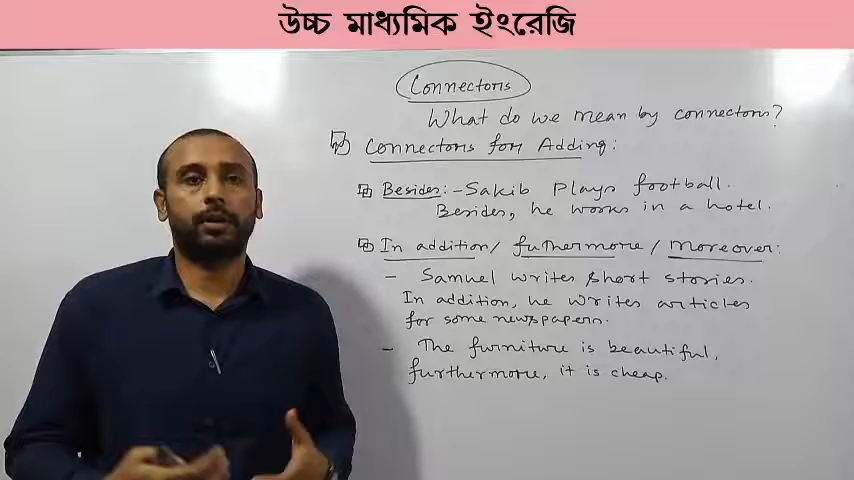 উচ্চ মাধ্যমিক ইংরেজি
Connectors
What do we mean by connectors?
Connectors for Adding:
Besides:- Sakib Plays football.
Besides, he works in a hotel.
In addition/ futhermore / Moreover:
- Samuel writes short stories.
In addition, he writes articles
for some newspapers.
- The furniture is beautiful,
furthermore, it is cheap.